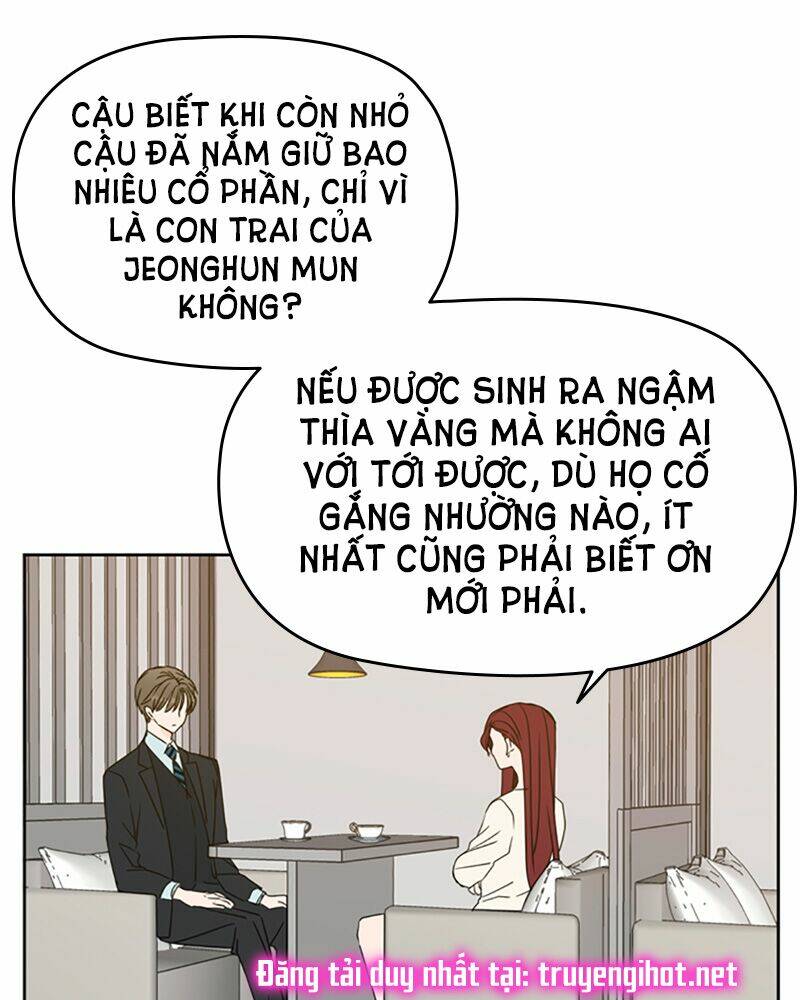 CẬU BIẾT KHI CÒN NHỎ
CẬU ĐÃ NẮM GIỮ BAO
NHIÊU CỔ PHẦN, CHỈ VÌ
LÀ CON TRAI CỦA
JEONGHUN MUN
KHÔNG?
NẾU ĐƯỢC SINH RA NGẬM
THÌA VÀNG MÀ KHÔNG AI
VỚI TỚI ĐƯỢC, DÙ HỌ CỐ
GẮNG NHƯỜNG NÀO, ÍT
NHẤT CŨNG PHẢI BIẾT ƠN
MỚI PHẢI.
Đăng tải duy nhất tại: truyengihot.net